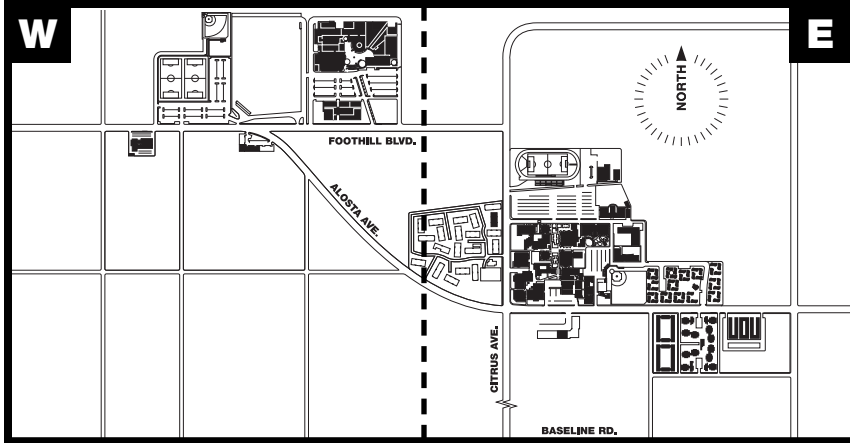 W
E
NORTH
FOOTHILL BLVD.
ALOSTA AVE.
CITRUS AVE.
BASELINE RD.